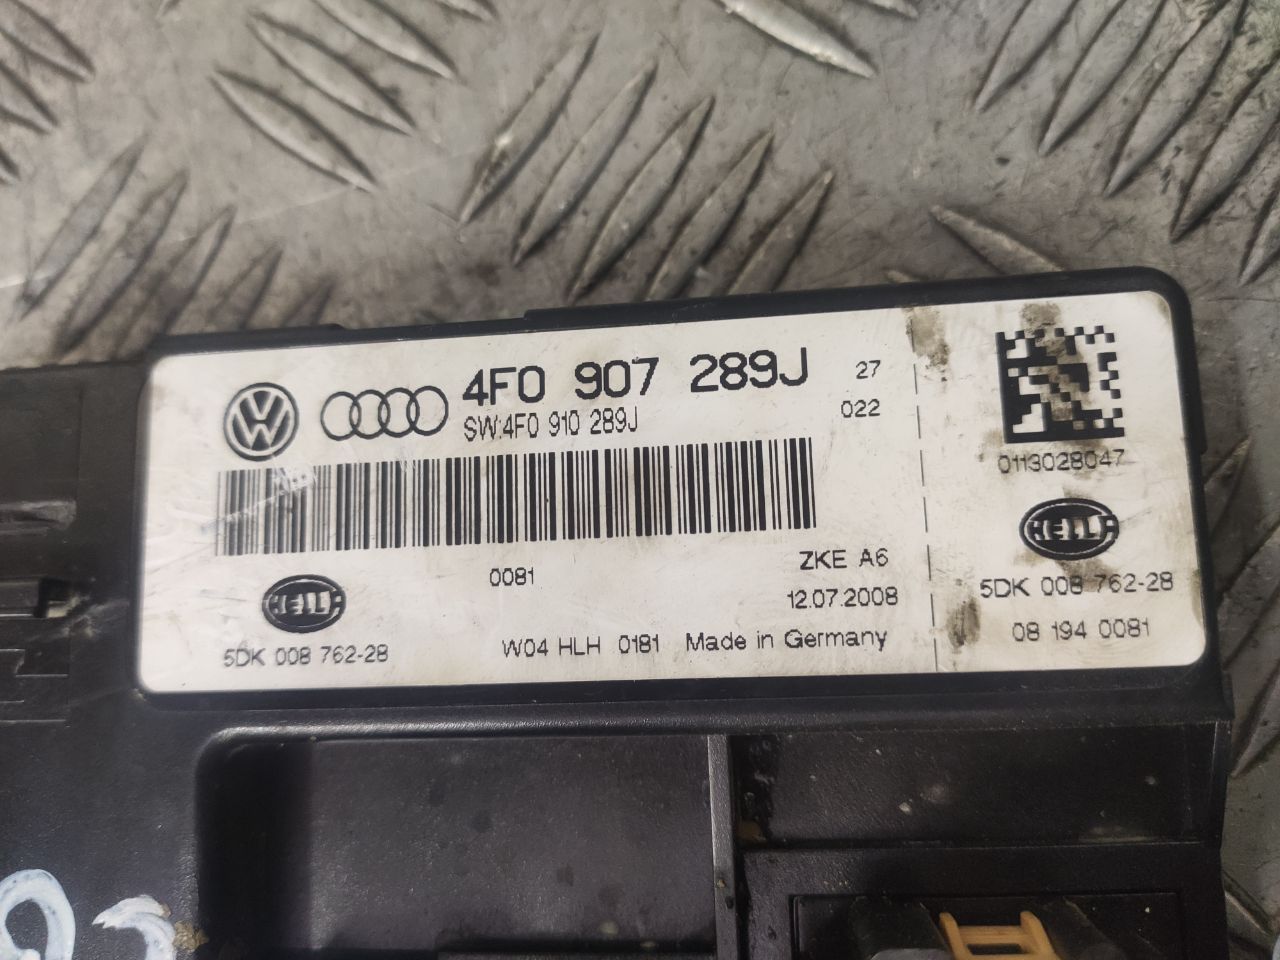 4F0 907 289J 27
SW:4F0 910 289J 022
0113028047
HELLA
0081
ZKE A6
HELLA
12.07.2008
5DK 008 762-28
5DK 008 762-28
W04 HLH 0181 Made in Germany
08 194 0081